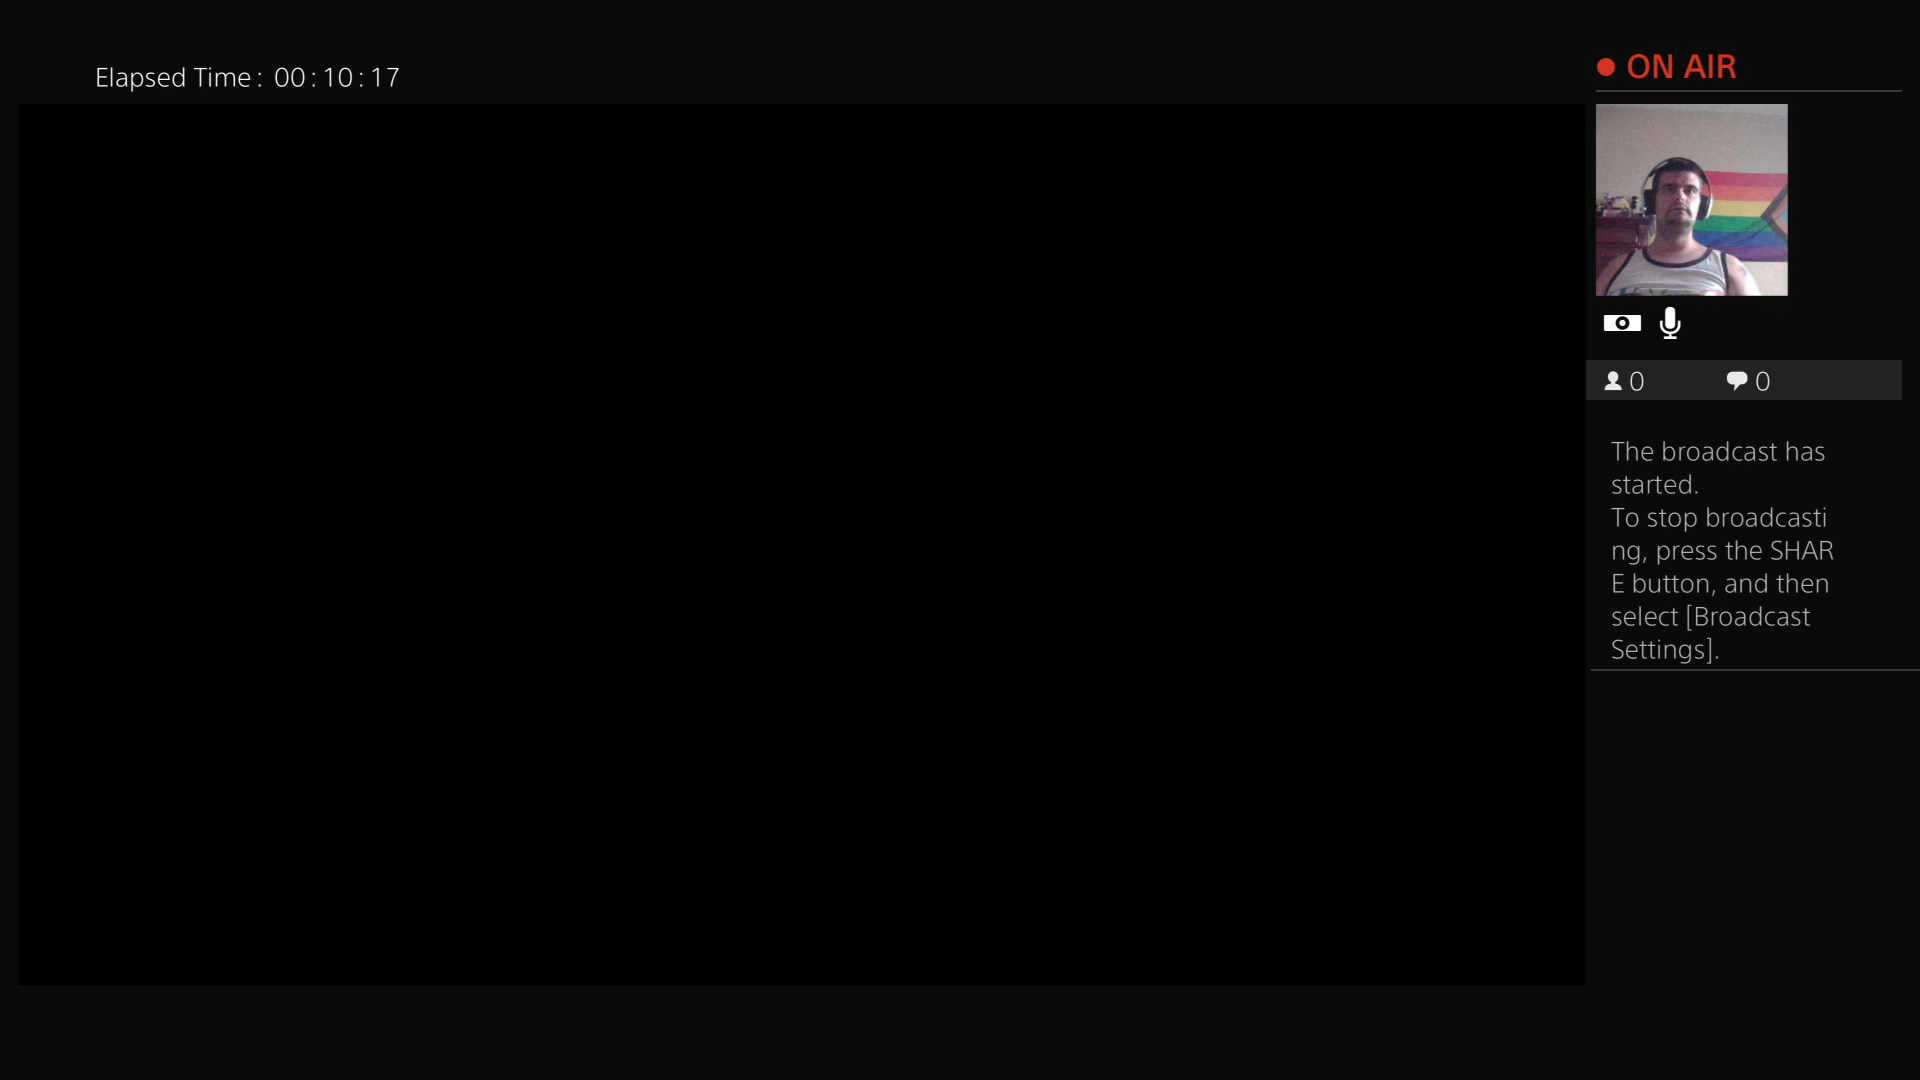 Elapsed Time: 00:10:17
ON AIR
0 0
The broadcast has
started.
To stop broadcasti
ng, press the SHAR
E button, and then
select [Broadcast
Settings].